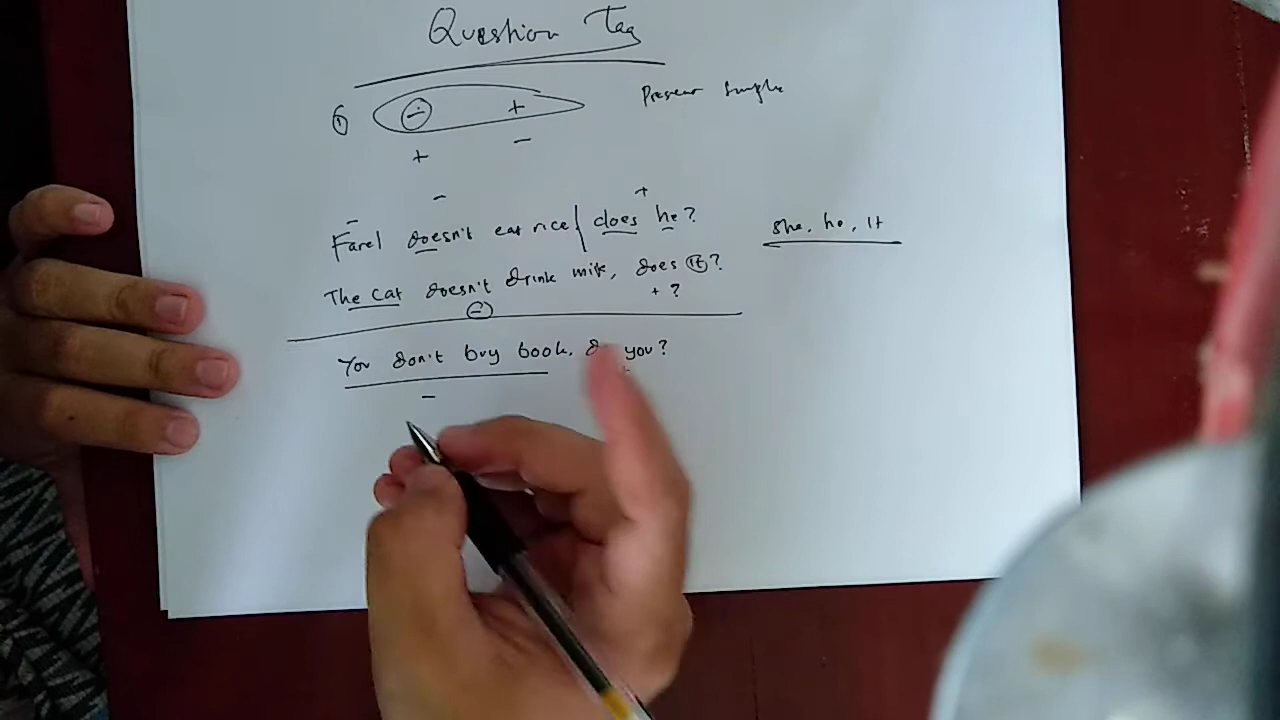 Question Tag
① - + Present Simple
+ -
- - +
Farel doesn't eat rice / does he? she, he, it
The cat doesn't drink milk, does it?
- + ?
You don't buy book, do you?
-